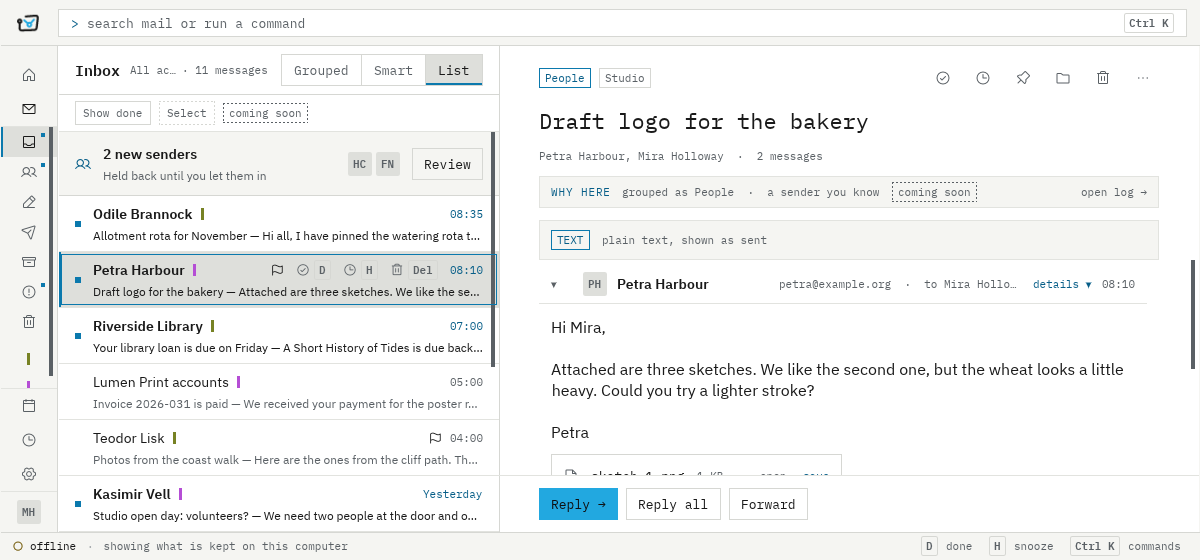 > search mail or run a command Ctrl K
Inbox All ac… · 11 messages Grouped Smart List
Show done Select coming soon
2 new senders
Held back until you let them in
HC FN Review
Odile Brannock 08:35
Allotment rota for November — Hi all, I have pinned the watering rota t…
Petra Harbour D H Del 08:10
Draft logo for the bakery — Attached are three sketches. We like the se…
Riverside Library 07:00
Your library loan is due on Friday — A Short History of Tides is due back…
Lumen Print accounts 05:00
Invoice 2026-031 is paid — We received your payment for the poster r…
Teodor Lisk 04:00
Photos from the coast walk — Here are the ones from the cliff path. Th…
Kasimir Vell Yesterday
Studio open day: volunteers? — We need two people at the door and o…
MH
People Studio ···
Draft logo for the bakery
Petra Harbour, Mira Holloway · 2 messages
WHY HERE grouped as People · a sender you know coming soon open log →
TEXT plain text, shown as sent
▾ PH Petra Harbour petra@example.org · to Mira Hollo… details ▾ 08:10
Hi Mira,
Attached are three sketches. We like the second one, but the wheat looks a little
heavy. Could you try a lighter stroke?
Petra
sketch-1.png 1 KB open save
Reply → Reply all Forward
offline · showing what is kept on this computer D done H snooze Ctrl K commands